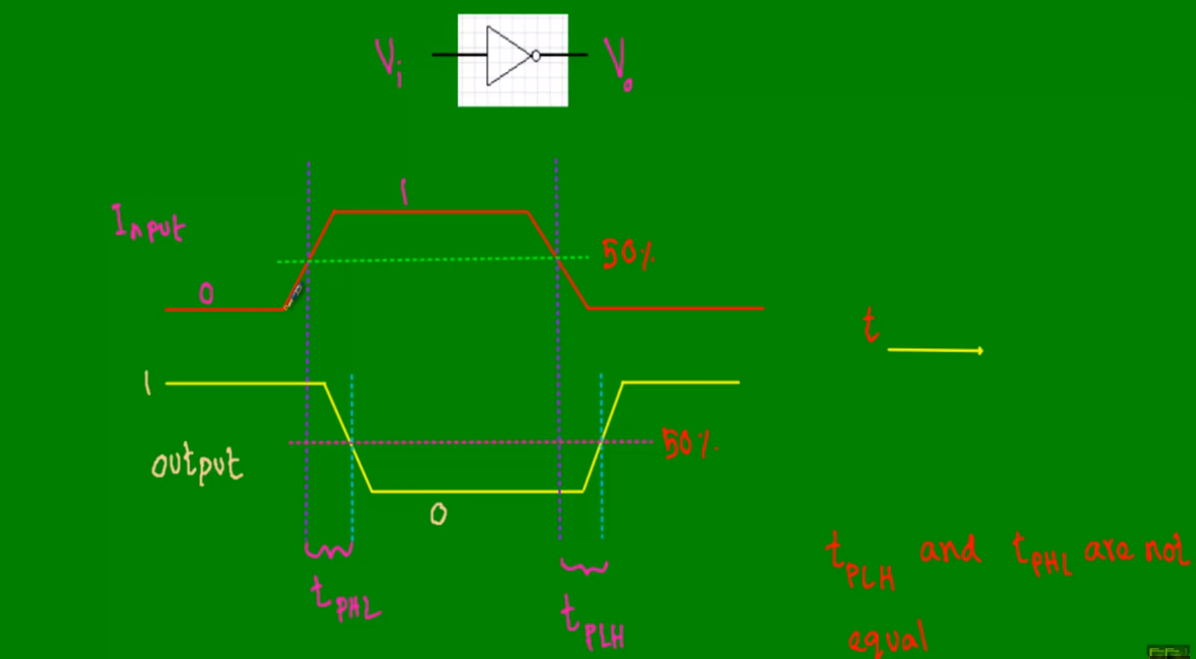 Vi Vo
1
Input
50%
0
t
1
50%
output
0
tPHL
tPLH
tPLH and tPHL are not
equal